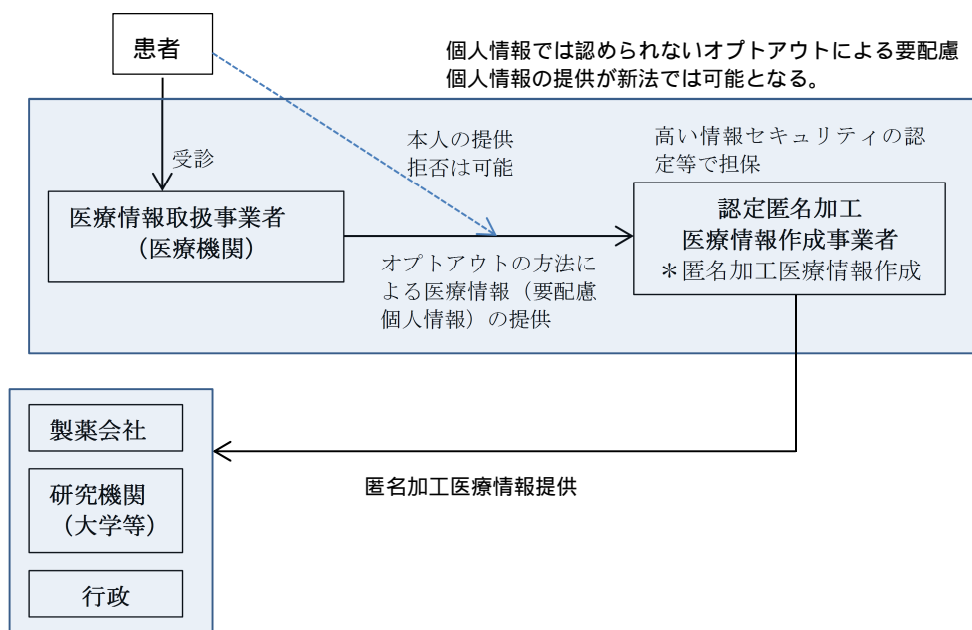 患者
個人情報では認められないオプトアウトによる要配慮
個人情報の提供が新法では可能となる。
受診
本人の提供
拒否は可能
高い情報セキュリティの認
定等で担保
医療情報取扱事業者
（医療機関）
認定匿名加工
医療情報作成事業者
＊匿名加工医療情報作成
オプトアウトの方法に
よる医療情報（要配慮
個人情報）の提供
製薬会社
研究機関
（大学等）
行政
匿名加工医療情報提供